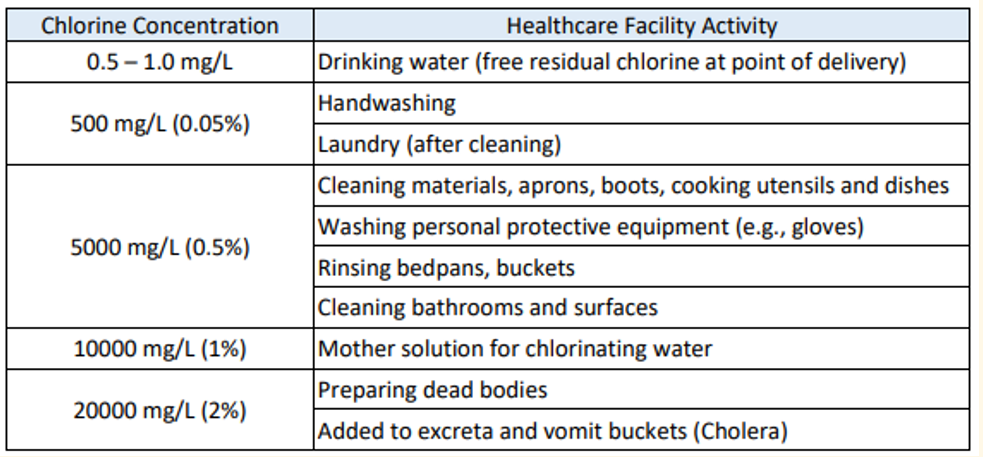 Chlorine Concentration Healthcare Facility Activity
0.5 – 1.0 mg/L Drinking water (free residual chlorine at point of delivery)
500 mg/L (0.05%) Handwashing
Laundry (after cleaning)
5000 mg/L (0.5%) Cleaning materials, aprons, boots, cooking utensils and dishes
Washing personal protective equipment (e.g., gloves)
Rinsing bedpans, buckets
Cleaning bathrooms and surfaces
10000 mg/L (1%) Mother solution for chlorinating water
20000 mg/L (2%) Preparing dead bodies
Added to excreta and vomit buckets (Cholera)